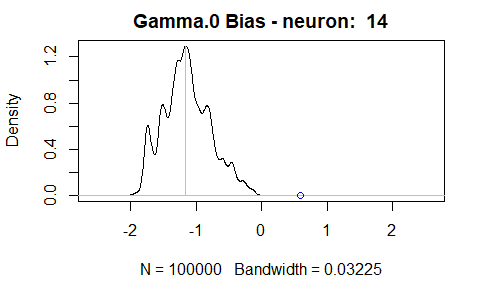 Gamma.0 Bias - neuron:  14
Density
1.2
0.8
0.4
0.0
-2 -1 0 1 2
N = 100000   Bandwidth = 0.03225